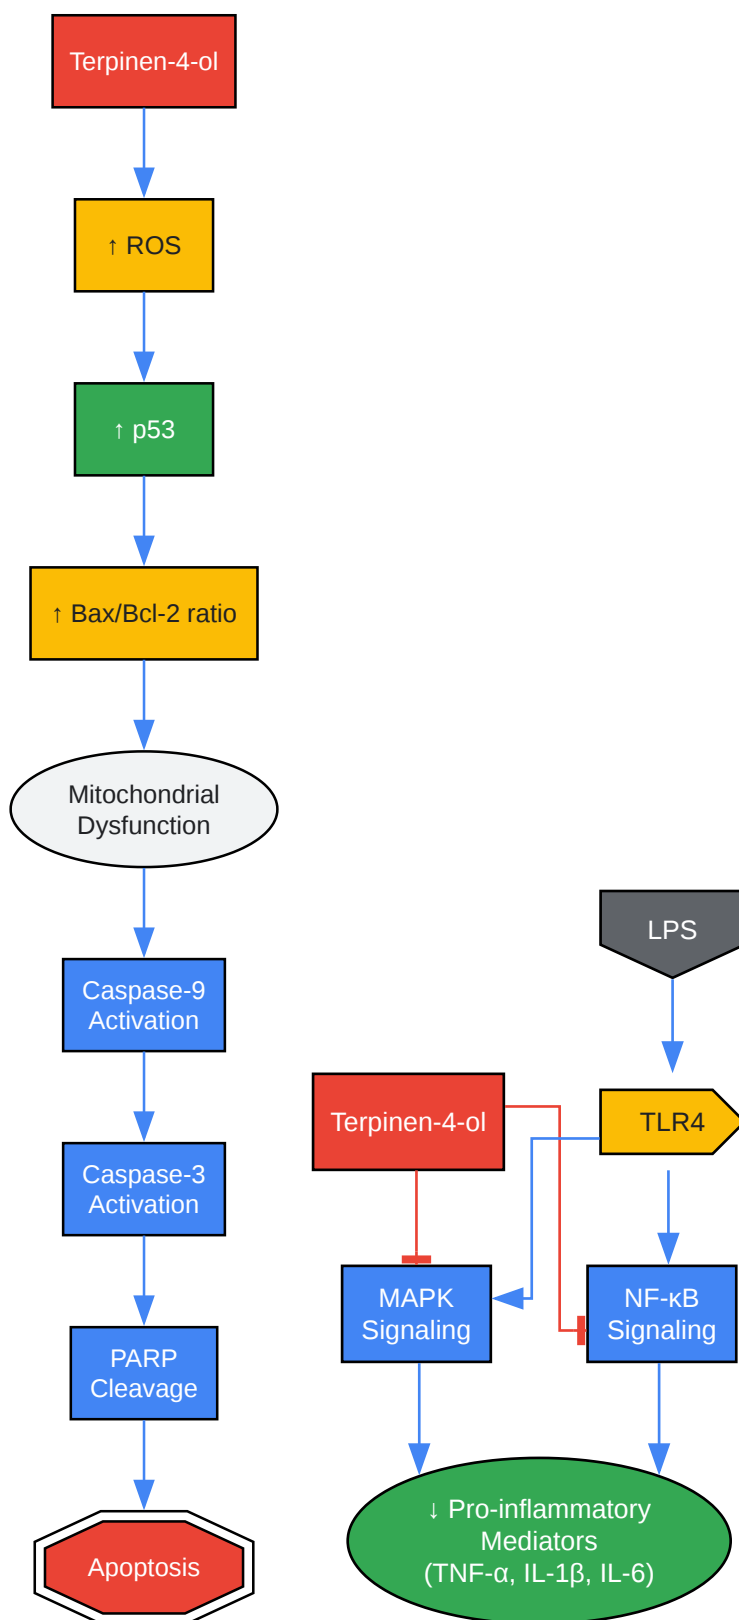 Terpinen-4-ol
↑ ROS
↑ p53
↑ Bax/Bcl-2 ratio
Mitochondrial
Dysfunction
Caspase-9
Activation
Caspase-3
Activation
PARP
Cleavage
Apoptosis
LPS
Terpinen-4-ol
TLR4
MAPK
Signaling
NF-κB
Signaling
↓ Pro-inflammatory
Mediators
(TNF-α, IL-1β, IL-6)